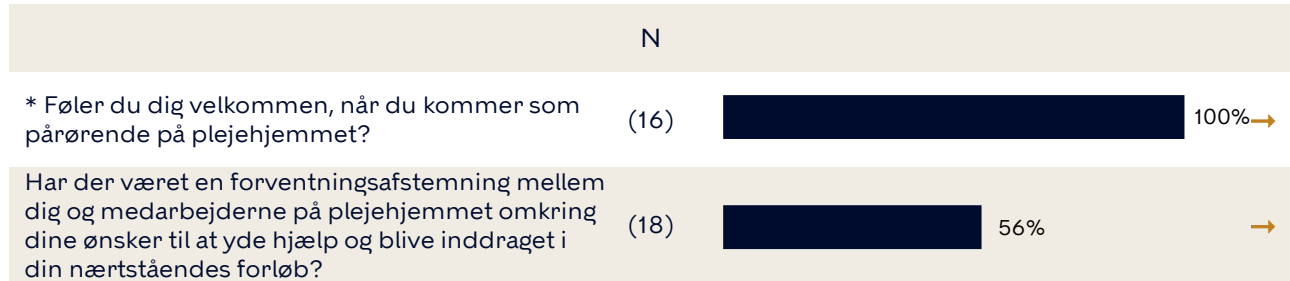 N
* Føler du dig velkommen, når du kommer som
pårørende på plejehjemmet?
(16)
100%→
Har der været en forventningsafstemning mellem
dig og medarbejderne på plejehjemmet omkring
dine ønsker til at yde hjælp og blive inddraget i
din nærtståendes forløb?
(18)
56%
→